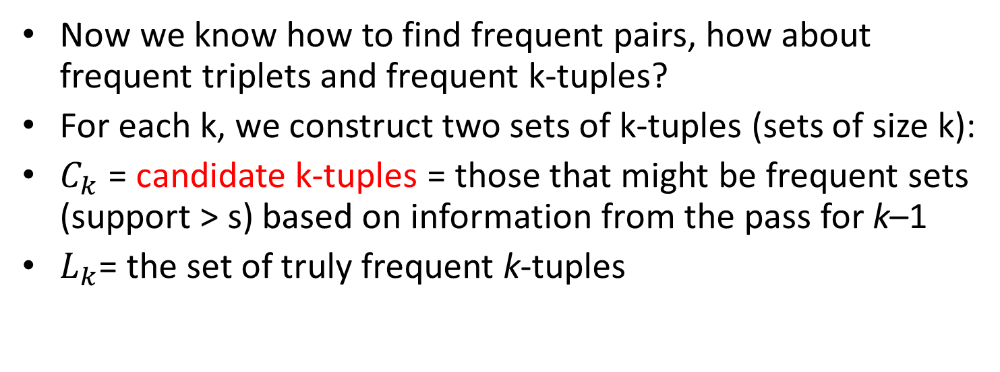 • Now we know how to find frequent pairs, how about
frequent triplets and frequent k-tuples?
• For each k, we construct two sets of k-tuples (sets of size k):
• C_k = candidate k-tuples = those that might be frequent sets
(support > s) based on information from the pass for k–1
• L_k= the set of truly frequent k-tuples